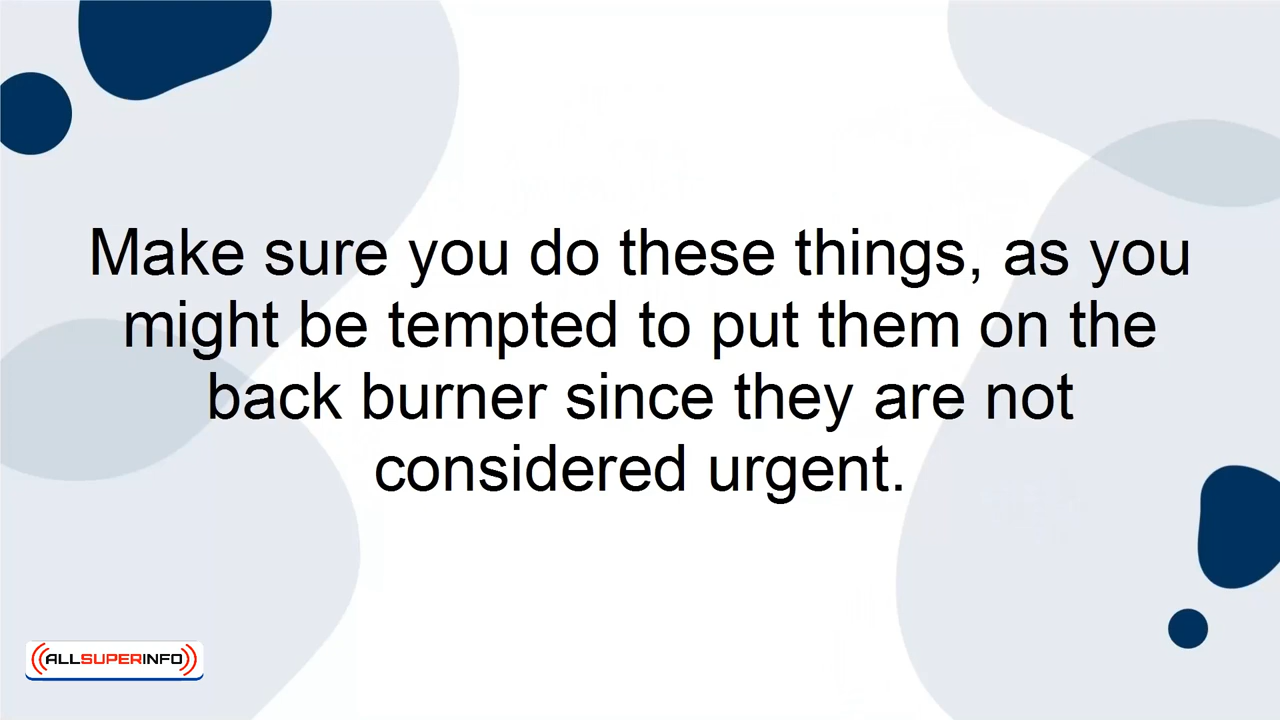 Make sure you do these things, as you
might be tempted to put them on the
back burner since they are not
considered urgent.
ALLSUPERINFO